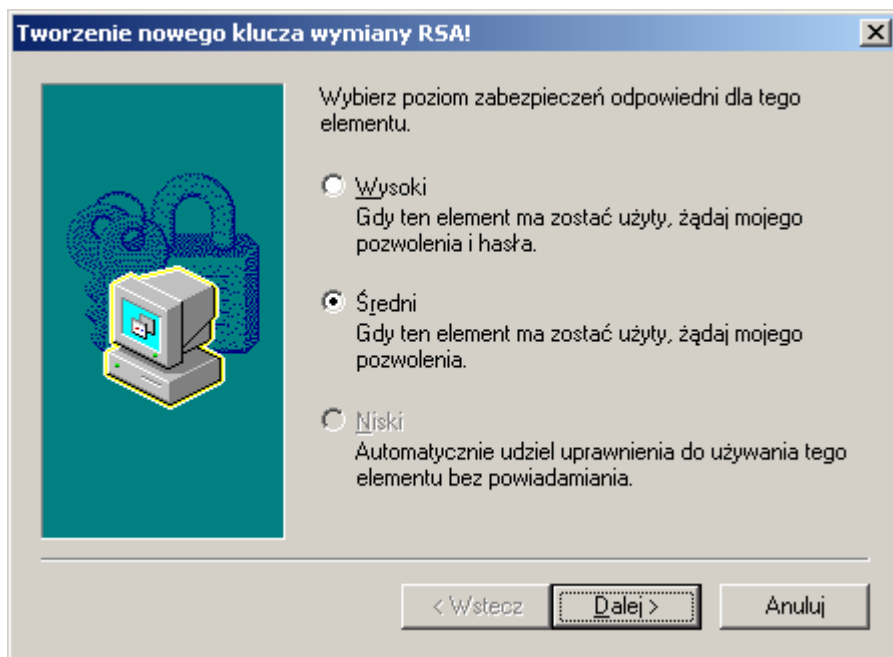 Tworzenie nowego klucza wymiany RSA!
Wybierz poziom zabezpieczeń odpowiedni dla tego
elementu.
Wysoki
Gdy ten element ma zostać użyty, żądaj mojego
pozwolenia i hasła.
Średni
Gdy ten element ma zostać użyty, żądaj mojego
pozwolenia.
Niski
Automatycznie udziel uprawnienia do używania tego
elementu bez powiadamiania.
< Wstecz
Dalej >
Anuluj